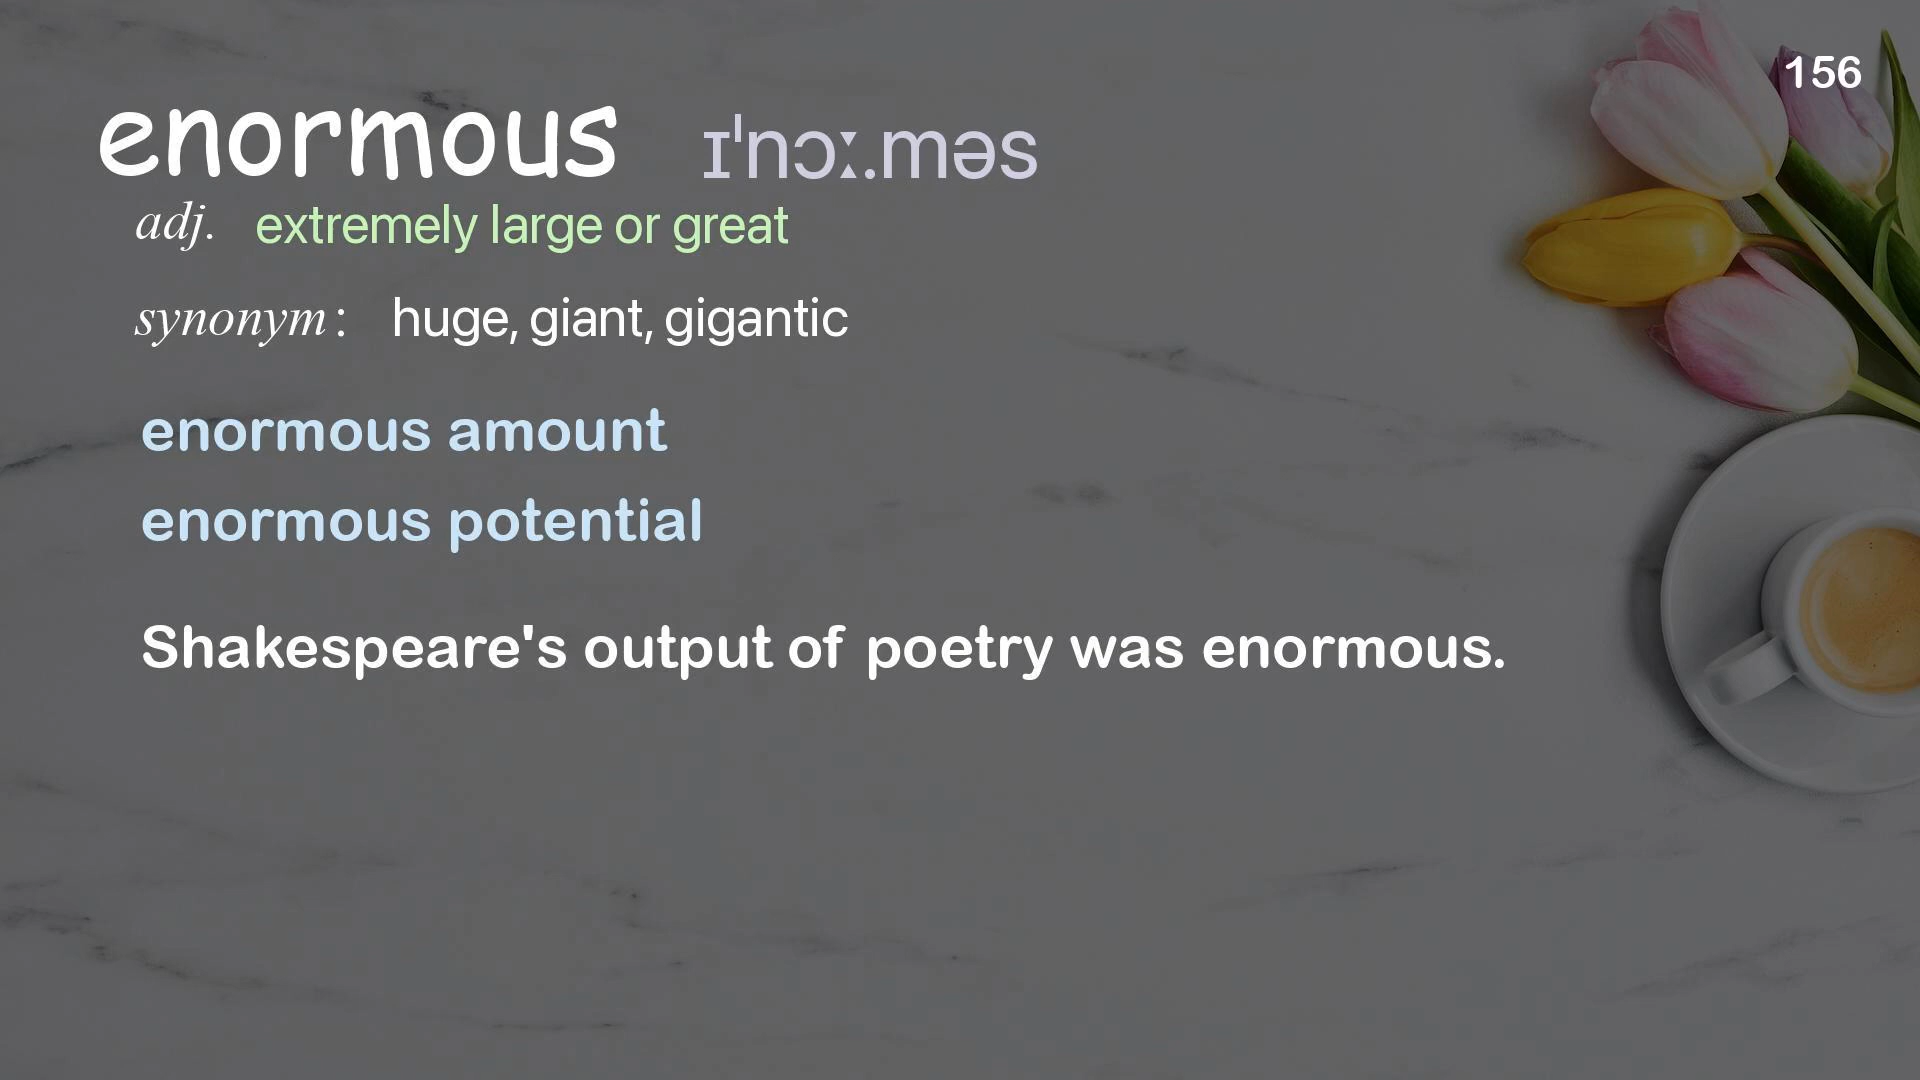 156
enormous ɪˈnɔː.məs
adj. extremely large or great
synonym: huge, giant, gigantic
enormous amount
enormous potential
Shakespeare's output of poetry was enormous.